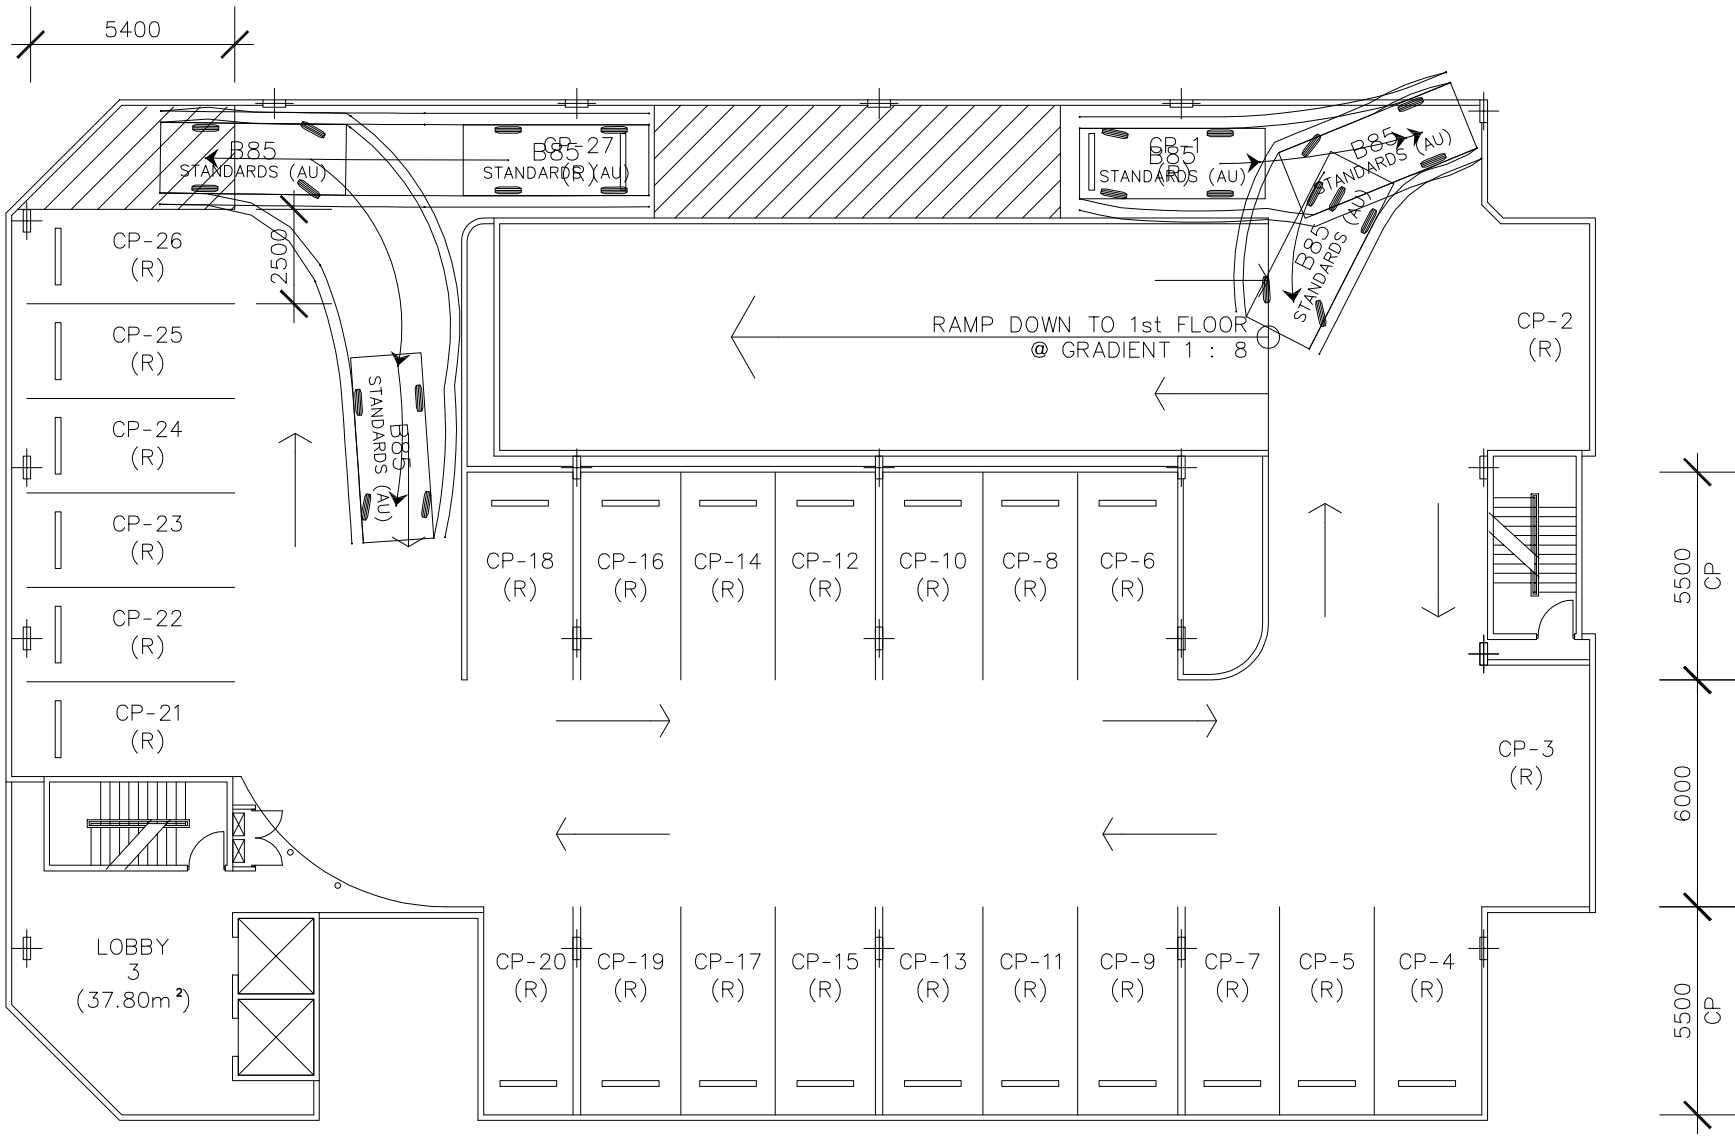 5400
B85
STANDARDS (AU)
CP-27
(R)
B85
STANDARDS (AU)
CP-1
(R)
B85
STANDARDS (AU)
B85
STANDARDS (AU)
B85
STANDARDS (AU)
CP-26
(R)
2500
CP-25
(R)
RAMP DOWN TO 1st FLOOR
@ GRADIENT 1 : 8
CP-2
(R)
CP-24
(R)
B85
STANDARDS (AU)
CP-23
(R)
CP-18
(R)
CP-16
(R)
CP-14
(R)
CP-12
(R)
CP-10
(R)
CP-8
(R)
CP-6
(R)
5500
CP
CP-22
(R)
CP-21
(R)
CP-3
(R)
6000
LOBBY
3
(37.80m²)
CP-20
(R)
CP-19
(R)
CP-17
(R)
CP-15
(R)
CP-13
(R)
CP-11
(R)
CP-9
(R)
CP-7
(R)
CP-5
(R)
CP-4
(R)
5500
CP